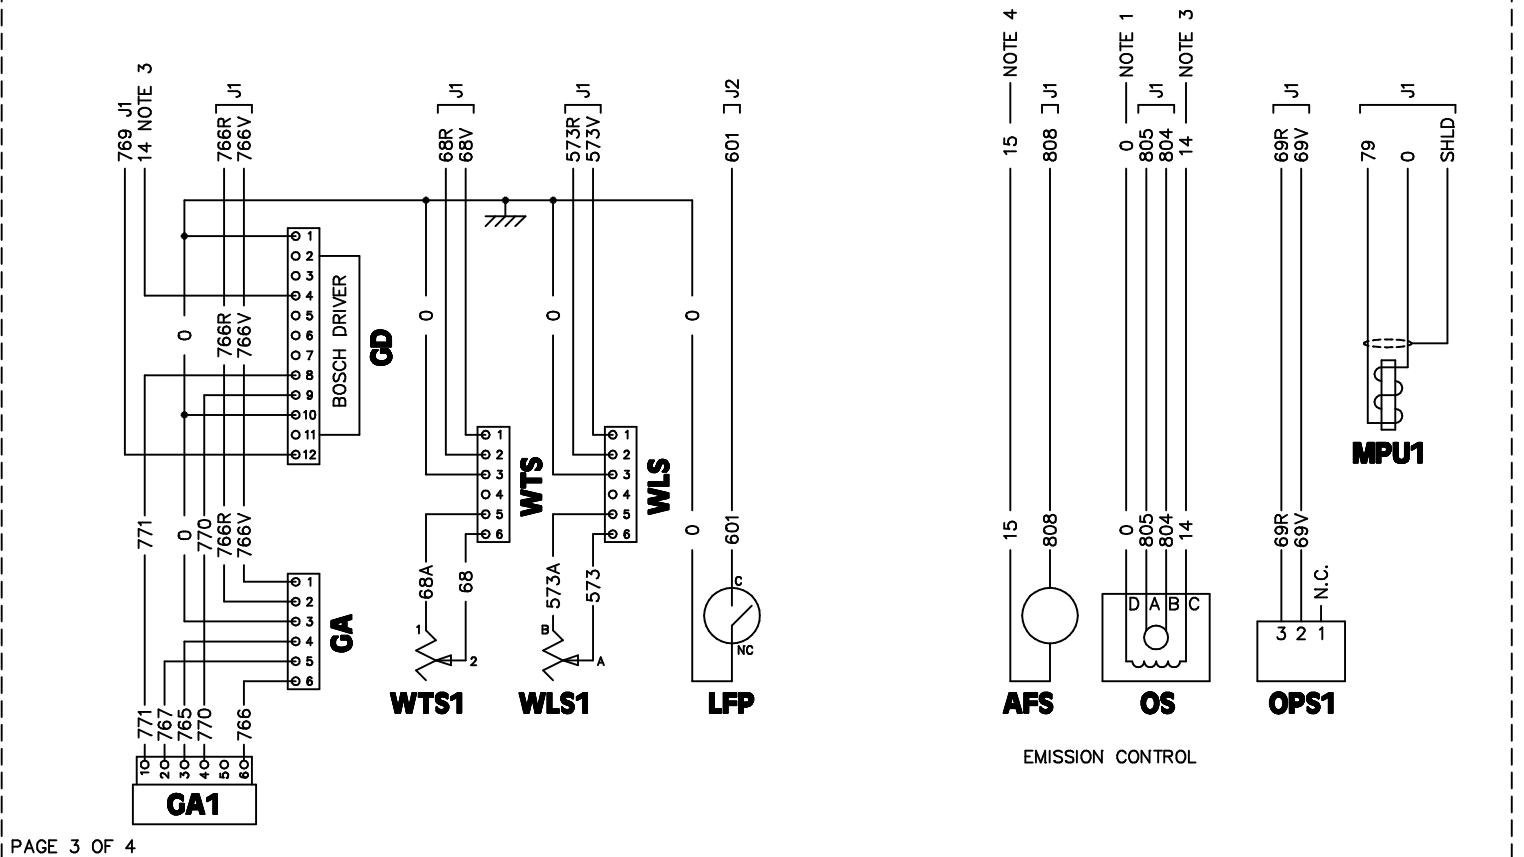 769 J1
14 NOTE 3
J1
766R
766V
J1
68R
68V
J1
573R
573V
J2
601
NOTE 4
15
J1
808
NOTE 1
0
J1
805
804
NOTE 3
14
J1
69R
69V
J1
79
0
SHLD
1
2
3
4
5
6
7
8
9
10
11
12
BOSCH DRIVER
GD
0
766R
766V
0
0
0
771
0
770
766R
766V
1
2
3
4
5
6
WTS
1
2
3
4
5
6
WLS
MPU1
0
601
15
808
0
805
804
14
69R
69V
N.C.
68A
68
573A
573
1
2
B
A
C
NC
D A B C
3 2 1
1
2
3
4
5
6
GA
WTS1
WLS1
LFP
AFS
OS
OPS1
771
767
765
770
766
1
2
3
4
5
6
GA1
EMISSION CONTROL
PAGE 3 OF 4